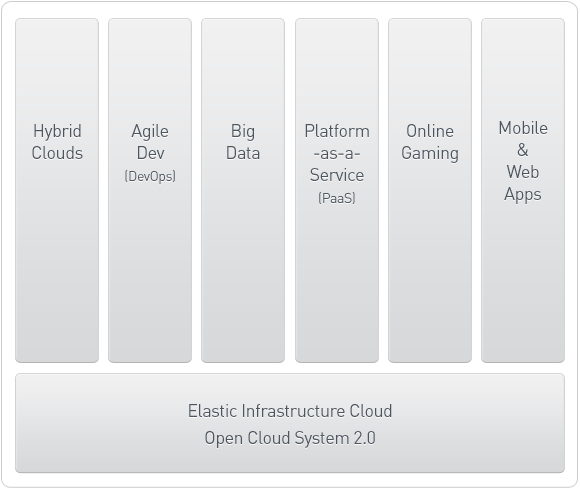 Hybrid
Clouds
Agile
Dev
(DevOps)
Big
Data
Platform
-as-a-
Service
(PaaS)
Online
Gaming
Mobile
&
Web
Apps
Elastic Infrastructure Cloud
Open Cloud System 2.0